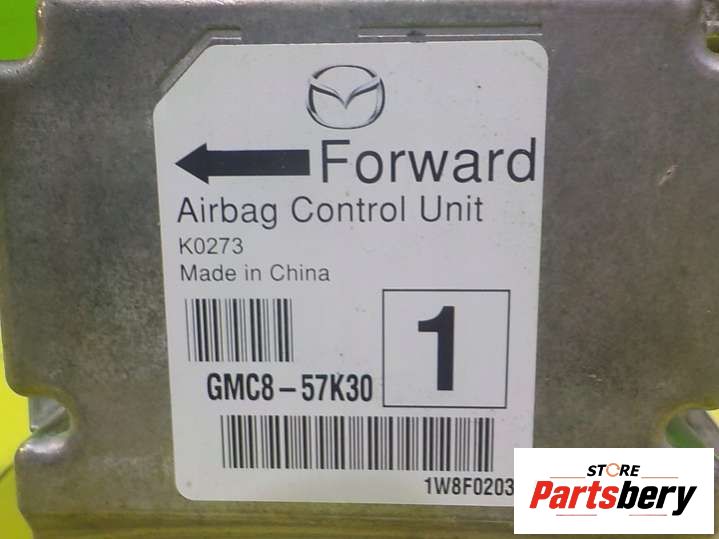 Forward
Airbag Control Unit
K0273
Made in China
1
GMC8-57K30
1W8F0203
STORE
Partsbery